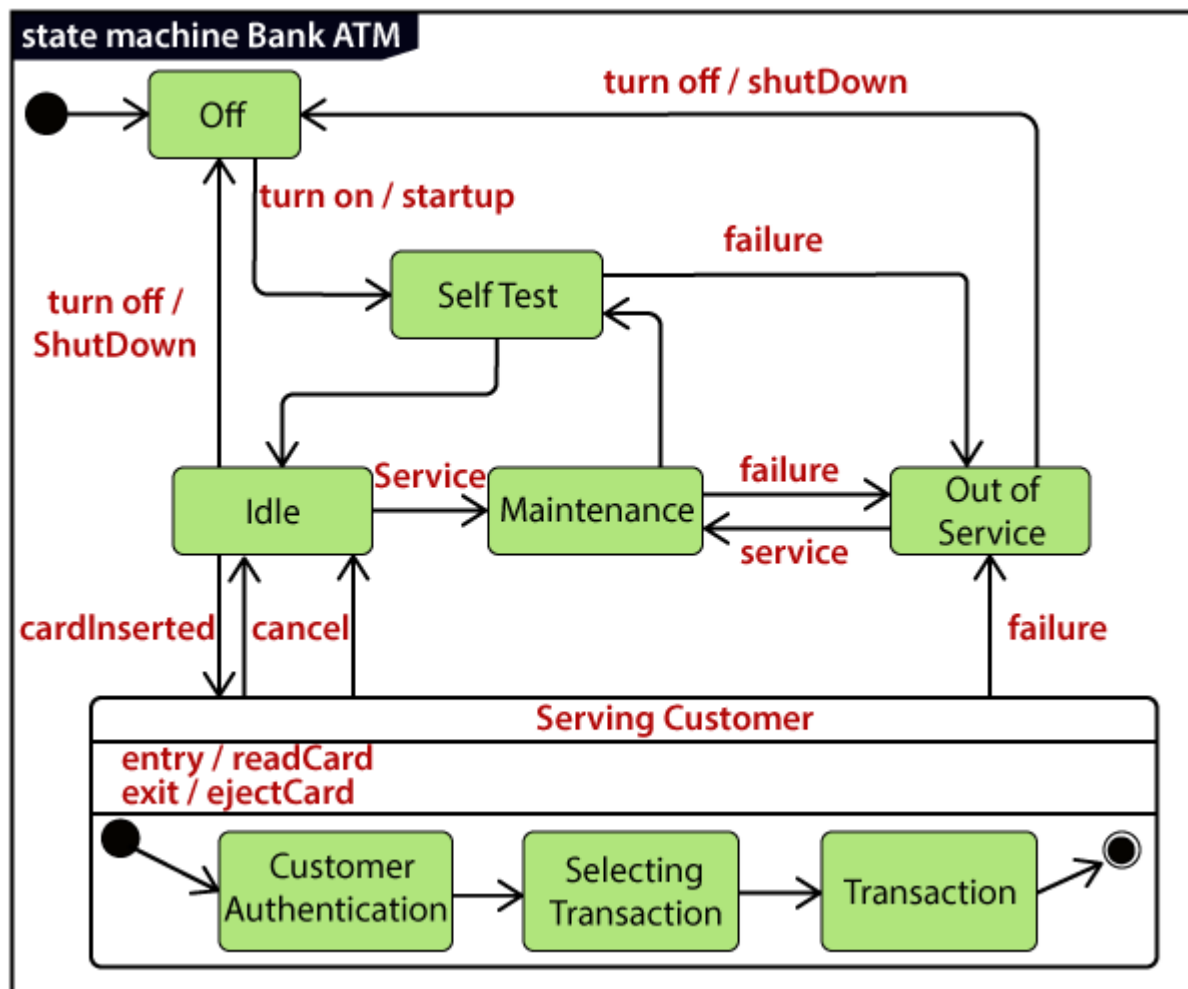 state machine Bank ATM
Off
turn off / shutDown
turn on / startup
failure
Self Test
turn off /
ShutDown
Idle
Service
Maintenance
failure
service
Out of
Service
cardInserted
cancel
failure
Serving Customer
entry / readCard
exit / ejectCard
Customer
Authentication
Selecting
Transaction
Transaction